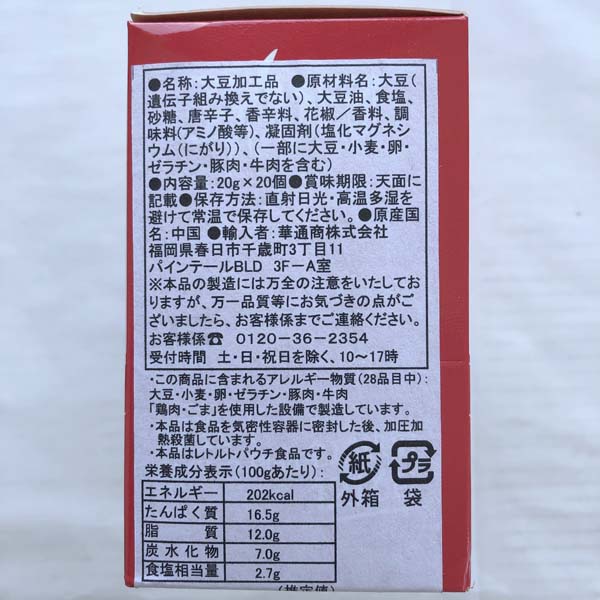 ●名称:大豆加工品 ●原材料名:大豆(
遺伝子組み換えでない)、大豆油、食塩、
砂糖、唐辛子、香辛料、花椒/香料、調
味料(アミノ酸等)、凝固剤(塩化マグネシ
ウム(にがり))、(一部に大豆・小麦・卵・
ゼラチン・豚肉・牛肉を含む)
●内容量:20g×20個●賞味期限:天面に
記載●保存方法:直射日光・高温多湿を
避けて常温で保存してください。●原産国
名:中国 ●輸入者:華通商株式会社
福岡県春日市千歳町3丁目11
パインテールBLD 3F-A室
※本品の製造には万全の注意をいたしてお
りますが、万一品質等にお気づきの点がご
ざいましたら、お客様係までご連絡ください。
お客様係☎ 0120-36-2354
受付時間 土・日・祝日を除く、10~17時
・この商品に含まれるアレルギー物質(28品目中):
大豆・小麦・卵・ゼラチン・豚肉・牛肉
「鶏肉・ごま」を使用した設備で製造しています。
・本品は食品を気密性容器に密封した後、加圧加
熱殺菌しています。
・本品はレトルトパウチ食品です。
栄養成分表示(100gあたり):
エネルギー 202kcal
たんぱく質 16.5g
脂質 12.0g
炭水化物 7.0g
食塩相当量 2.7g
(推定値)
紙 プラ
外箱 袋